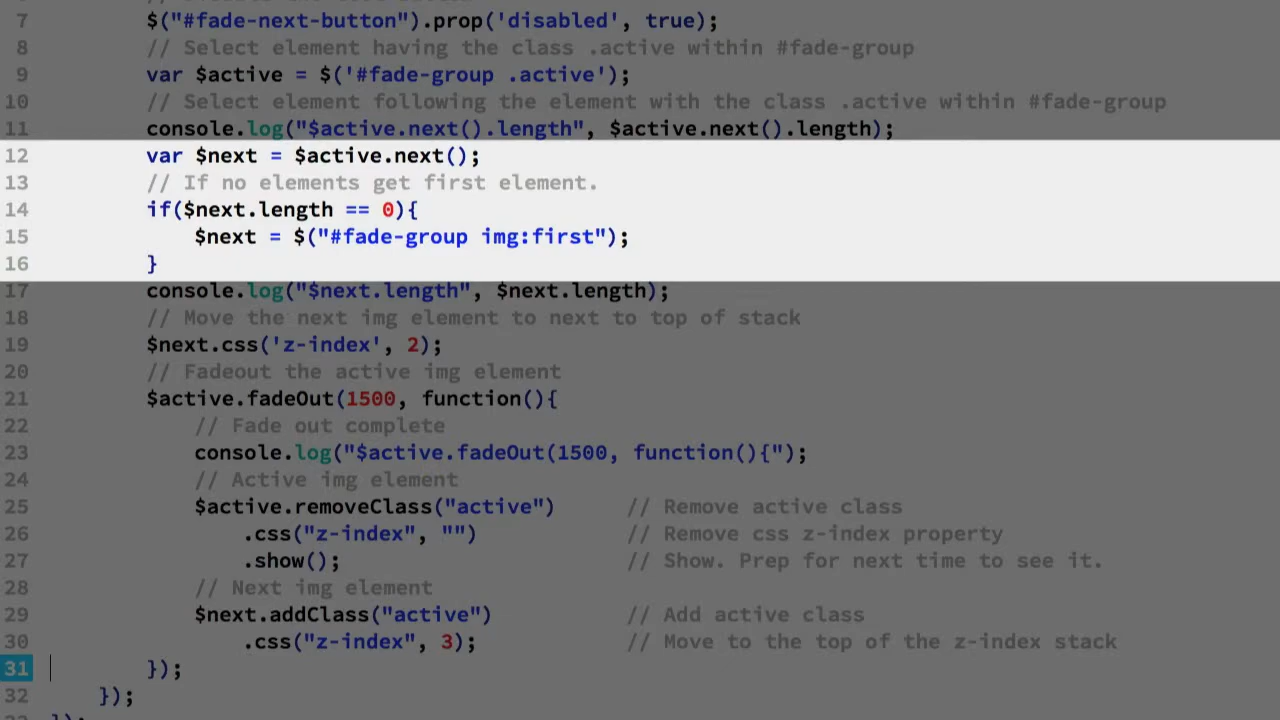 7 $("#fade-next-button").prop('disabled', true);
8 // Select element having the class .active within #fade-group
9 var $active = $('#fade-group .active');
10 // Select element following the element with the class .active within #fade-group
11 console.log("$active.next().length", $active.next().length);
12 var $next = $active.next();
13 // If no elements get first element.
14 if($next.length == 0){
15 $next = $("#fade-group img:first");
16 }
17 console.log("$next.length", $next.length);
18 // Move the next img element to next to top of stack
19 $next.css('z-index', 2);
20 // Fadeout the active img element
21 $active.fadeOut(1500, function(){
22 // Fade out complete
23 console.log("$active.fadeOut(1500, function(){");
24 // Active img element
25 $active.removeClass("active") // Remove active class
26 .css("z-index", "") // Remove css z-index property
27 .show(); // Show. Prep for next time to see it.
28 // Next img element
29 $next.addClass("active") // Add active class
30 .css("z-index", 3); // Move to the top of the z-index stack
31 });
32 });